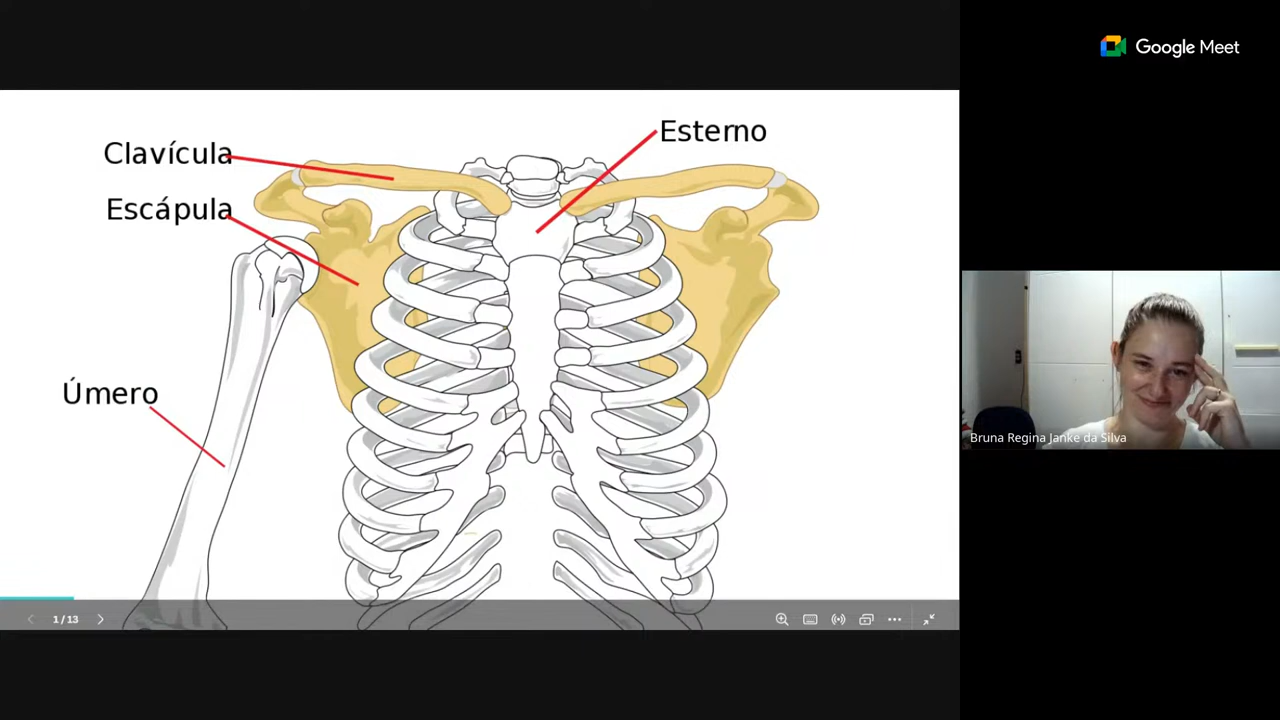 Google Meet
Clavícula
Esterno
Escápula
Úmero
Bruna Regina Janke da Silva
1 / 13